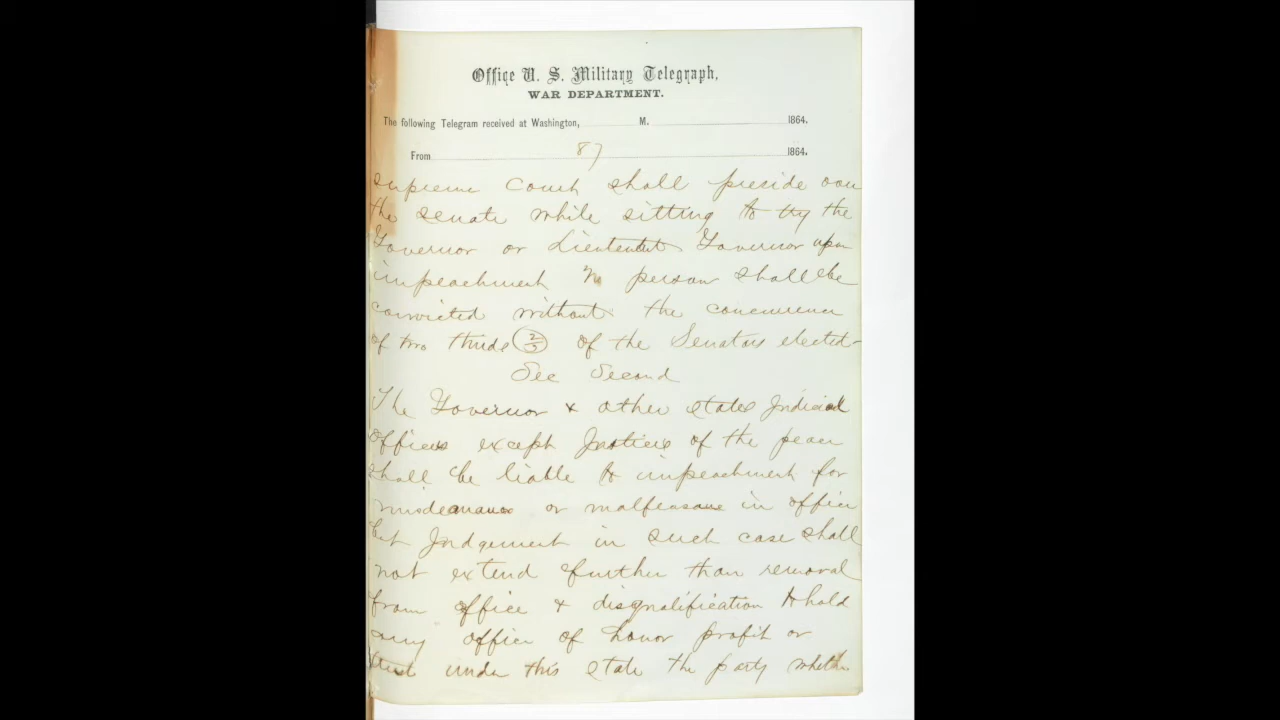 Office U. S. Military Telegraph,
WAR DEPARTMENT.
The following Telegram received at Washington, M. 1864.
From 87 1864.
supreme Court shall preside over
the senate while sitting to try the
Governor or Lieutenant Governor upon
impeachment No person shall be
convicted without the concurrence
of two thirds 2/3 of the Senators elected-
Sec Second
The Governor & other state Judicial
Officers except Justices of the peace
shall be liable to impeachment for
or malfeasance in office
but Judgement in such case shall
not extend further than removal
from office & disqualification to hold
any office of honor profit or
trust under this state the party whether